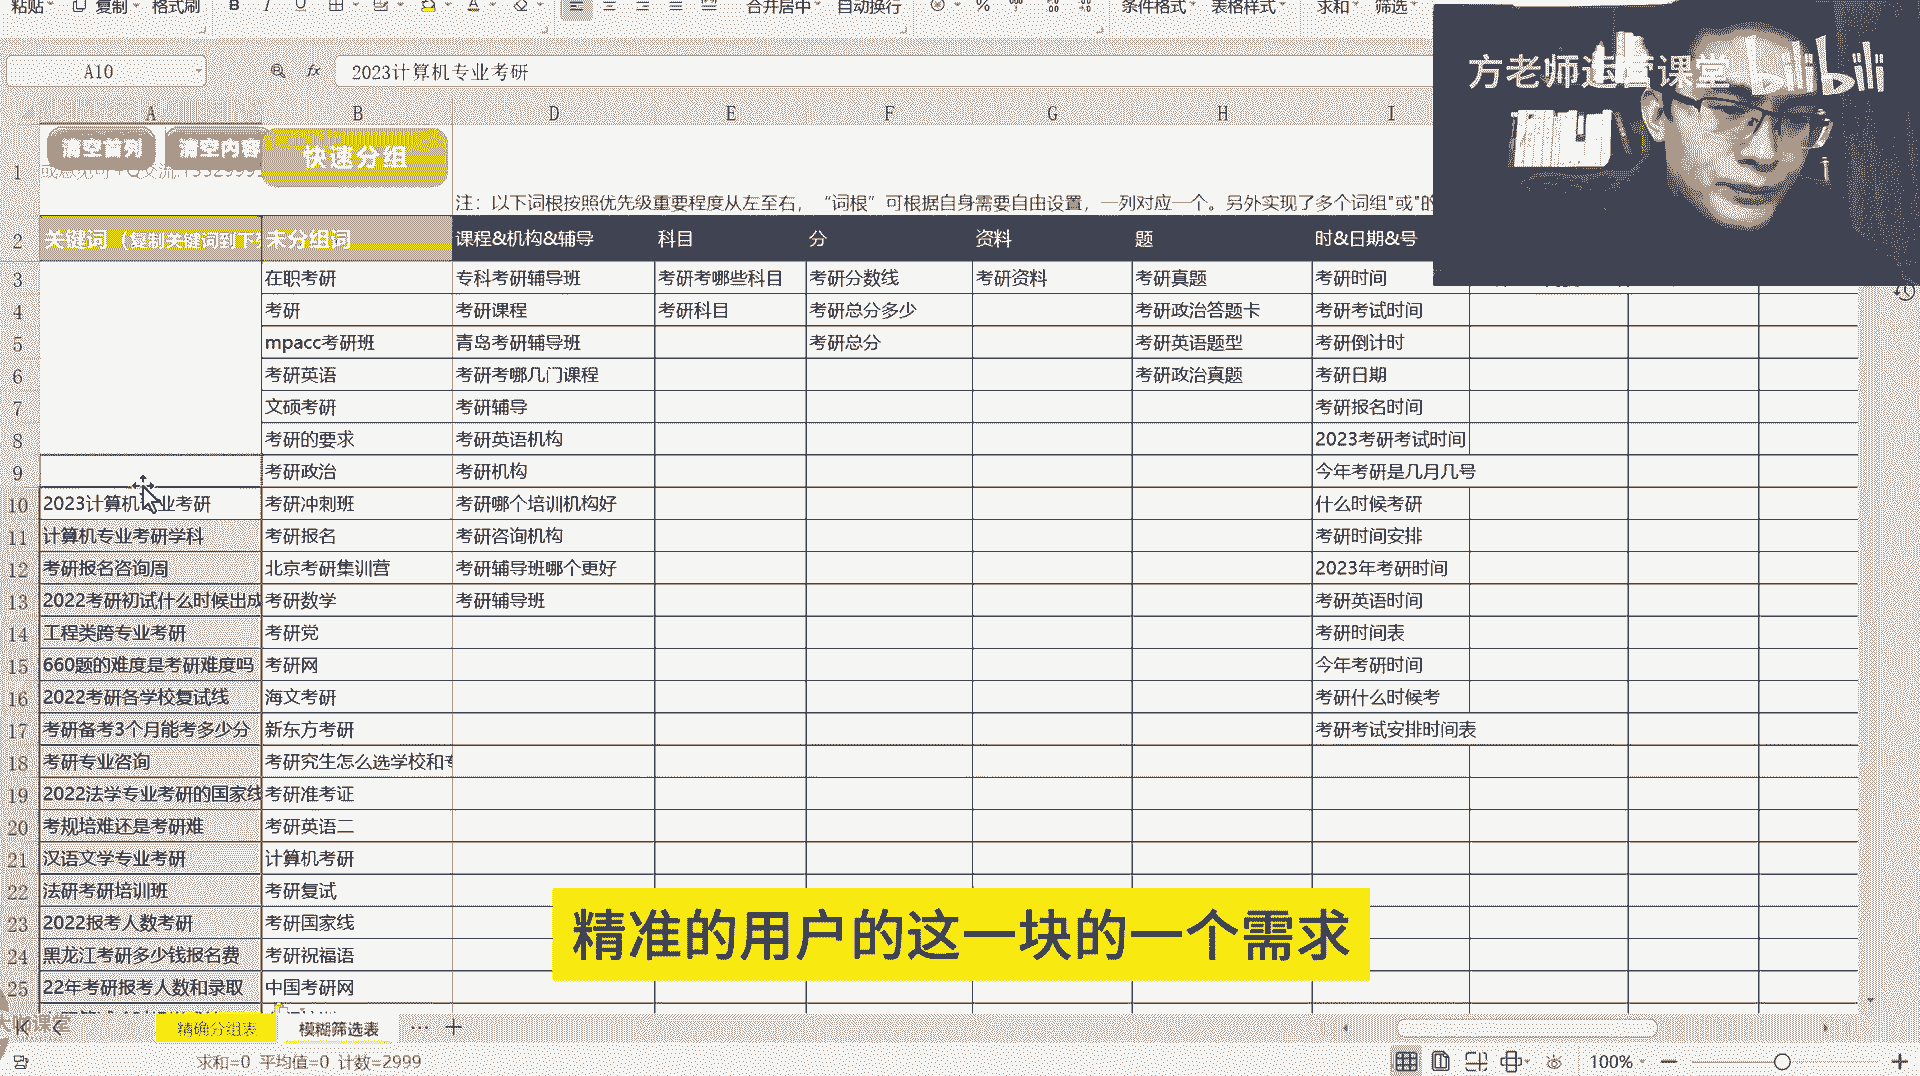 粘贴 复制 格式刷 B I U 合并居中 自动换行 % 条件格式 表格样式 求和 筛选
A10 fx 2023计算机专业考研
方老师运营课堂 bilibili
A B D E F G H I
清空首列 清空内容 快速分组
1
注：以下词根按照优先级重要程度从左至右，“词根”可根据自身需要自由设置，一列对应一个。另外实现了多个词组"或"的
2 关键词（复制关键词到下 未分组词 课程&机构&辅导 科目 分 资料 题 时&日期&号
3 在职考研 专科考研辅导班 考研考哪些科目 考研分数线 考研资料 考研真题 考研时间
4 考研 考研课程 考研科目 考研总分多少 考研政治答题卡 考研考试时间
5 mpacc考研班 青岛考研辅导班 考研总分 考研英语题型 考研倒计时
6 考研英语 考研考哪几门课程 考研政治真题 考研日期
7 文硕考研 考研辅导 考研报名时间
8 考研的要求 考研英语机构 2023考研考试时间
9 考研政治 考研机构 今年考研是几月几号
10 2023计算机专业考研 考研冲刺班 考研哪个培训机构好 什么时候考研
11 计算机专业考研学科 考研报名 考研咨询机构 考研时间安排
12 考研报名咨询周 北京考研集训营 考研辅导班哪个更好 2023年考研时间
13 2022考研初试什么时候出成 考研数学 考研辅导班 考研英语时间
14 工程类跨专业考研 考研党 考研时间表
15 660题的难度是考研难度吗 考研网 今年考研时间
16 2022考研各学校复试线 海文考研 考研什么时候考
17 考研备考3个月能考多少分 新东方考研 考研考试安排时间表
18 考研专业咨询 考研究生怎么选学校和专
19 2022法学专业考研的国家线 考研准考证
20 考规培难还是考研难 考研英语二
21 汉语文学专业考研 计算机考研
22 法研考研培训班 考研复试
23 2022报考人数考研 考研国家线
24 黑龙江考研多少钱报名费 考研祝福语
25 22年考研报考人数和录取 中国考研网
精准的用户的这一块的一个需求
精确分组表 模糊筛选表 ··· +
求和=0 平均值=0 计数=2999 100% — +